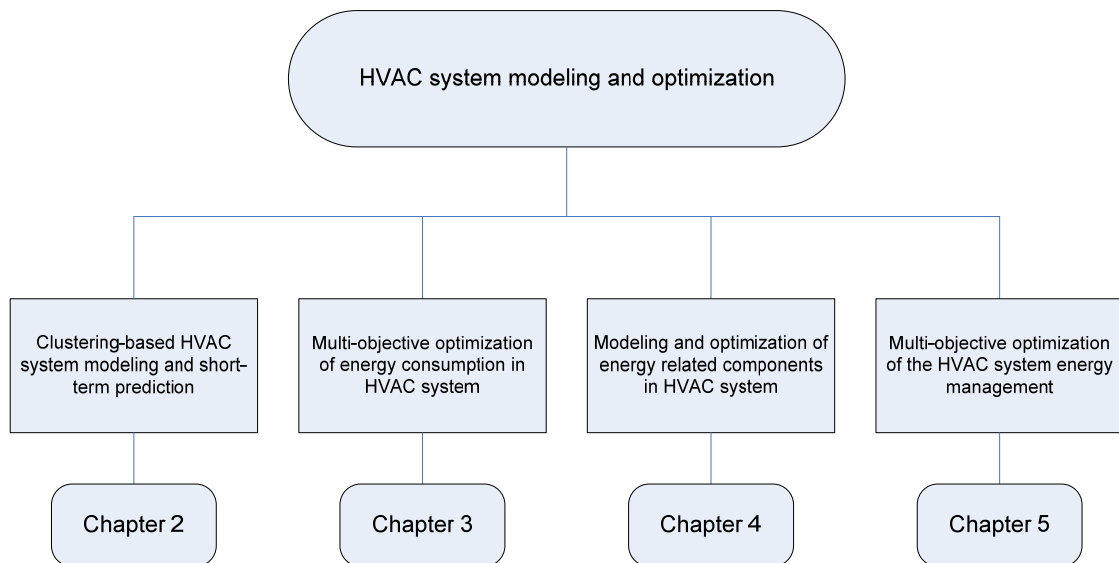 HVAC system modeling and optimization
Clustering-based HVAC
system modeling and short-
term prediction
Multi-objective optimization
of energy consumption in
HVAC system
Modeling and optimization of
energy related components
in HVAC system
Multi-objective optimization
of the HVAC system energy
management
Chapter 2
Chapter 3
Chapter 4
Chapter 5